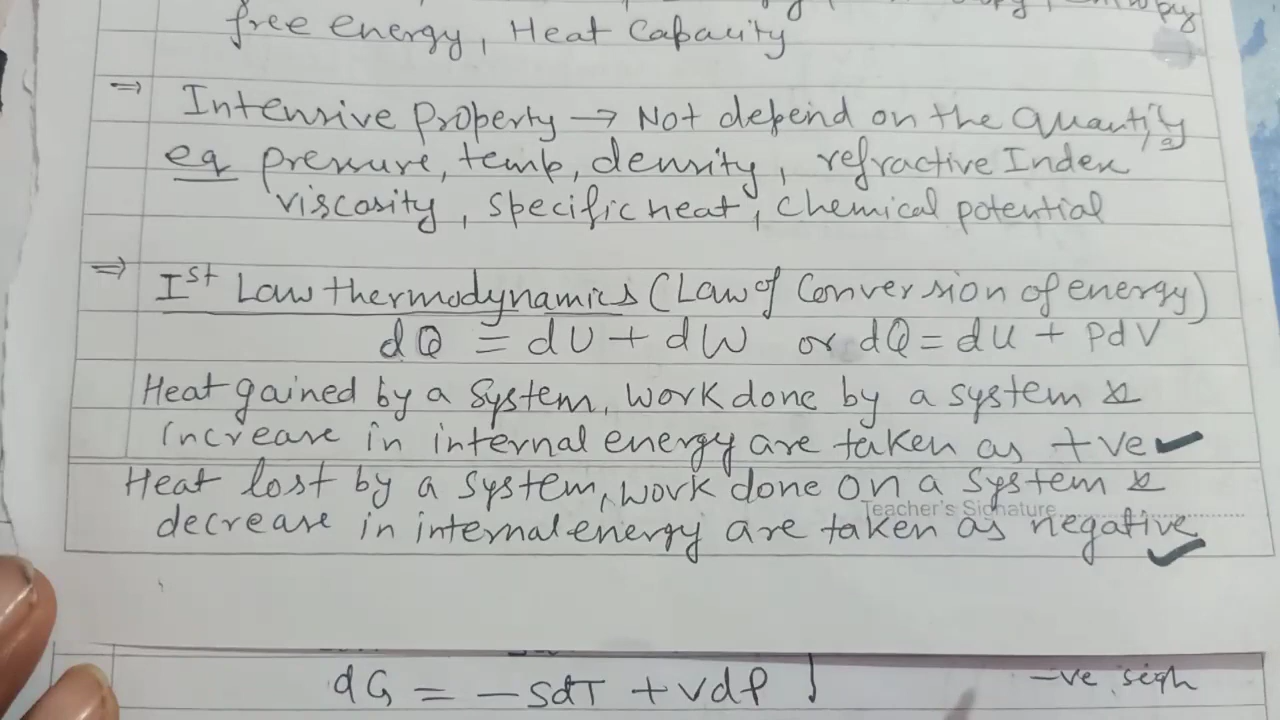 free energy, Heat Capacity
⇒ Intensive Property → Not depend on the Quantity
eg pressure, temp, density, refractive Index
viscosity, specific heat, chemical potential
⇒ Ist Law thermodynamics (Law of Conversion of energy)
dQ = dU + dW or dQ = dU + PdV
Heat gained by a System, work done by a system &
Increase in internal energy are taken as +ve ✓
Heat lost by a System, work done on a System &
Teacher's Signature
decrease in internal energy are taken as negative ✓
dG = -SdT + VdP
-ve sign